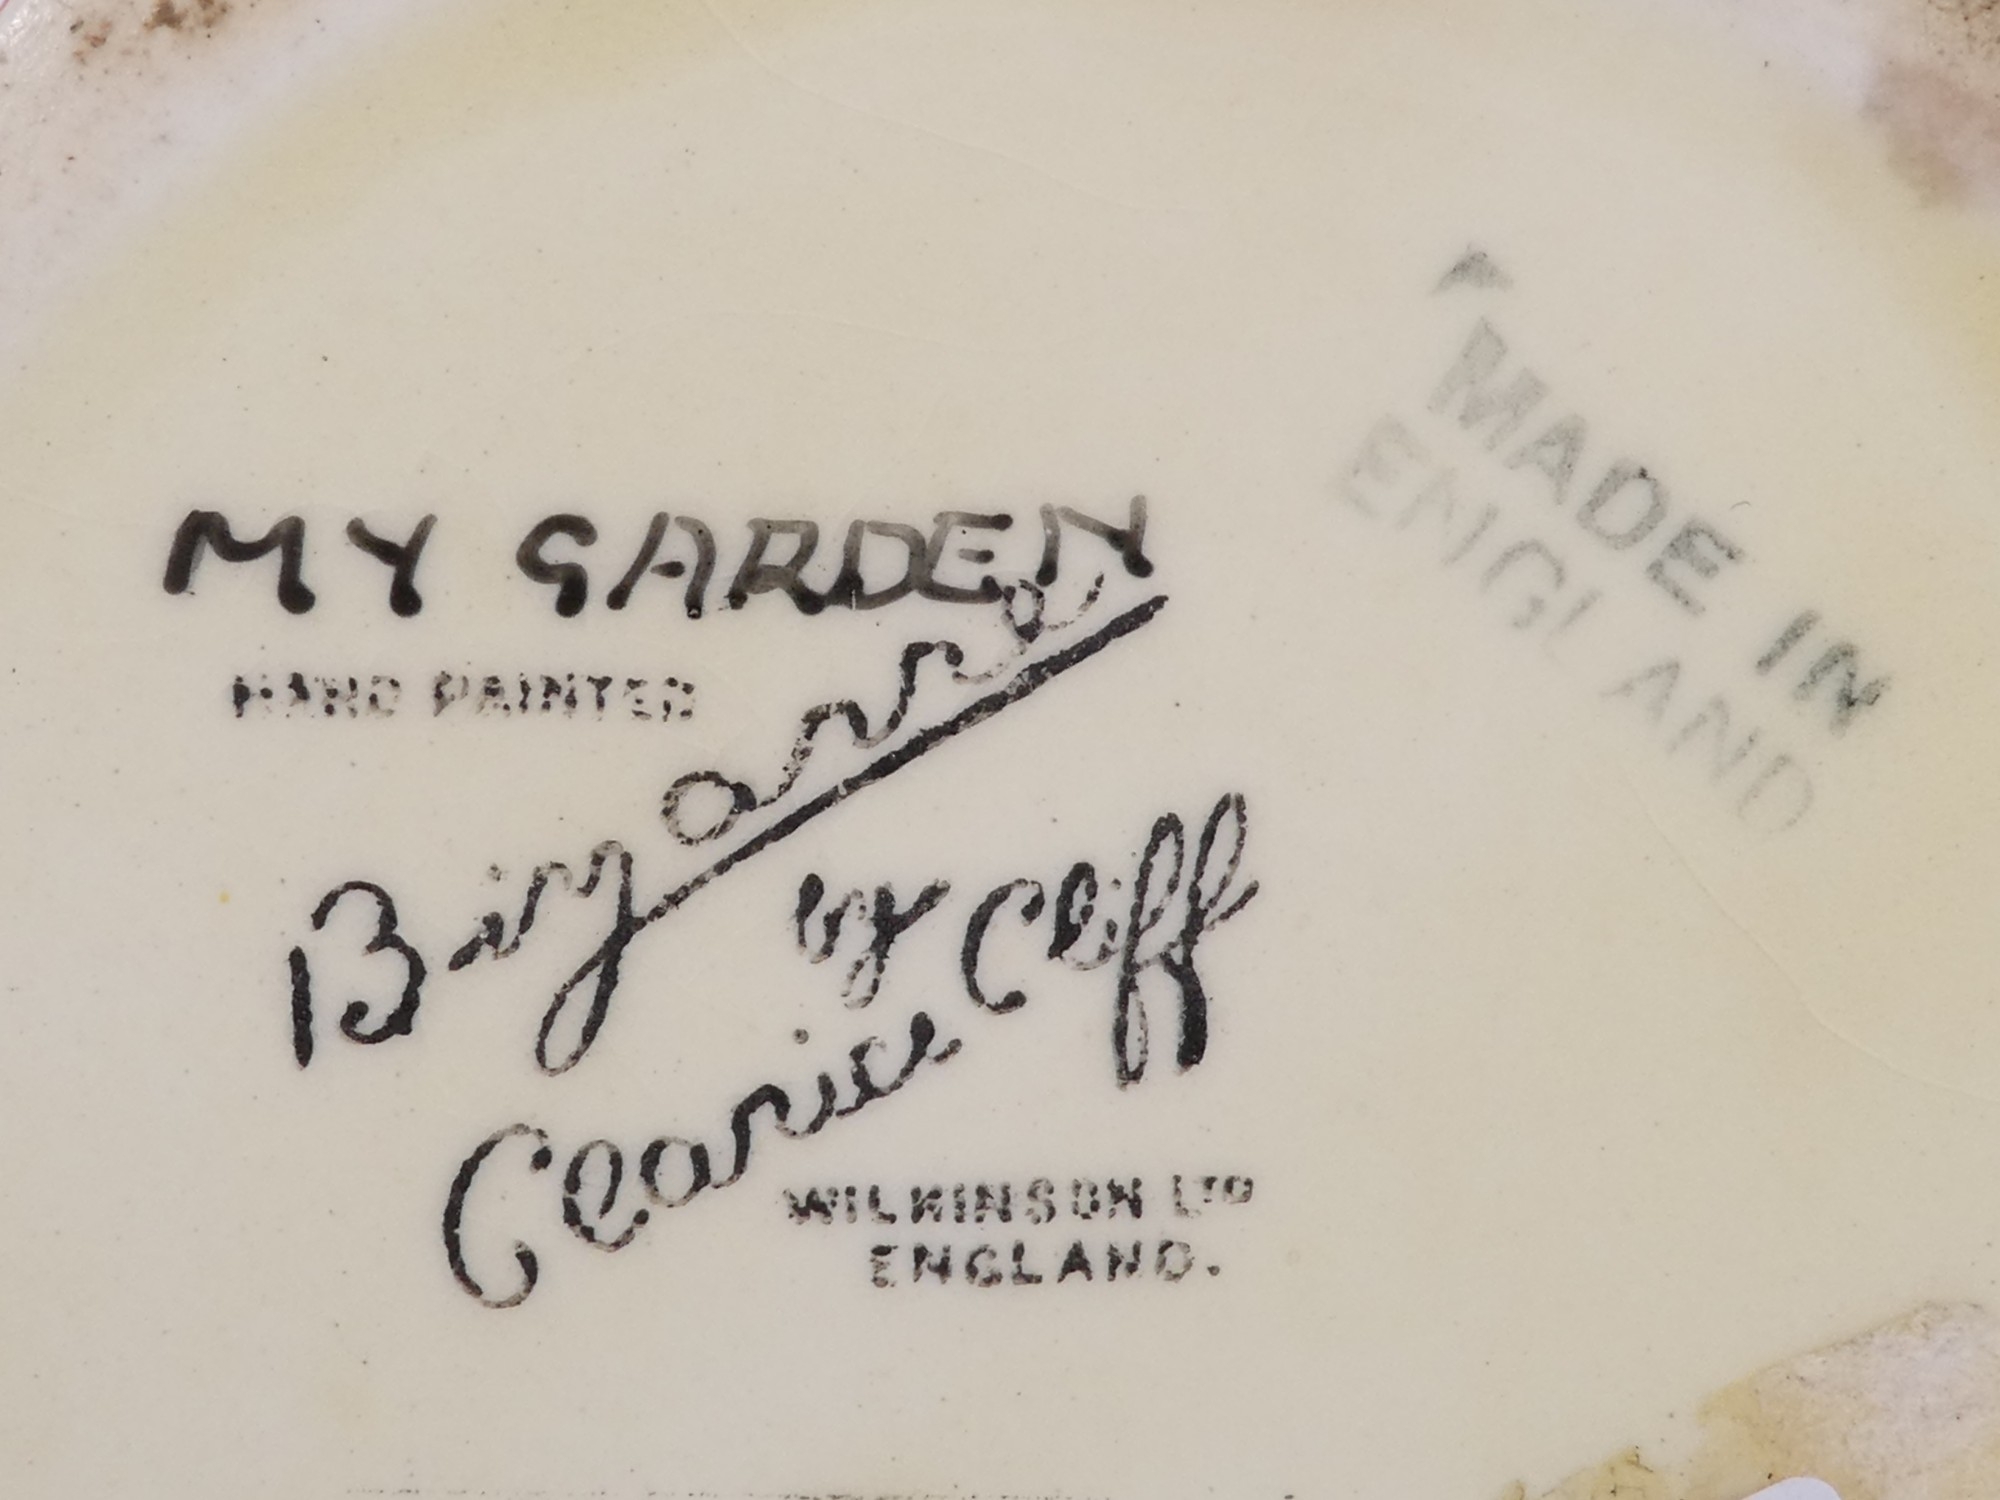 MY GARDEN
HAND PAINTED
Bizarre
by
Clarice Cliff
WILKINSON LTD
ENGLAND.
MADE IN
ENGLAND